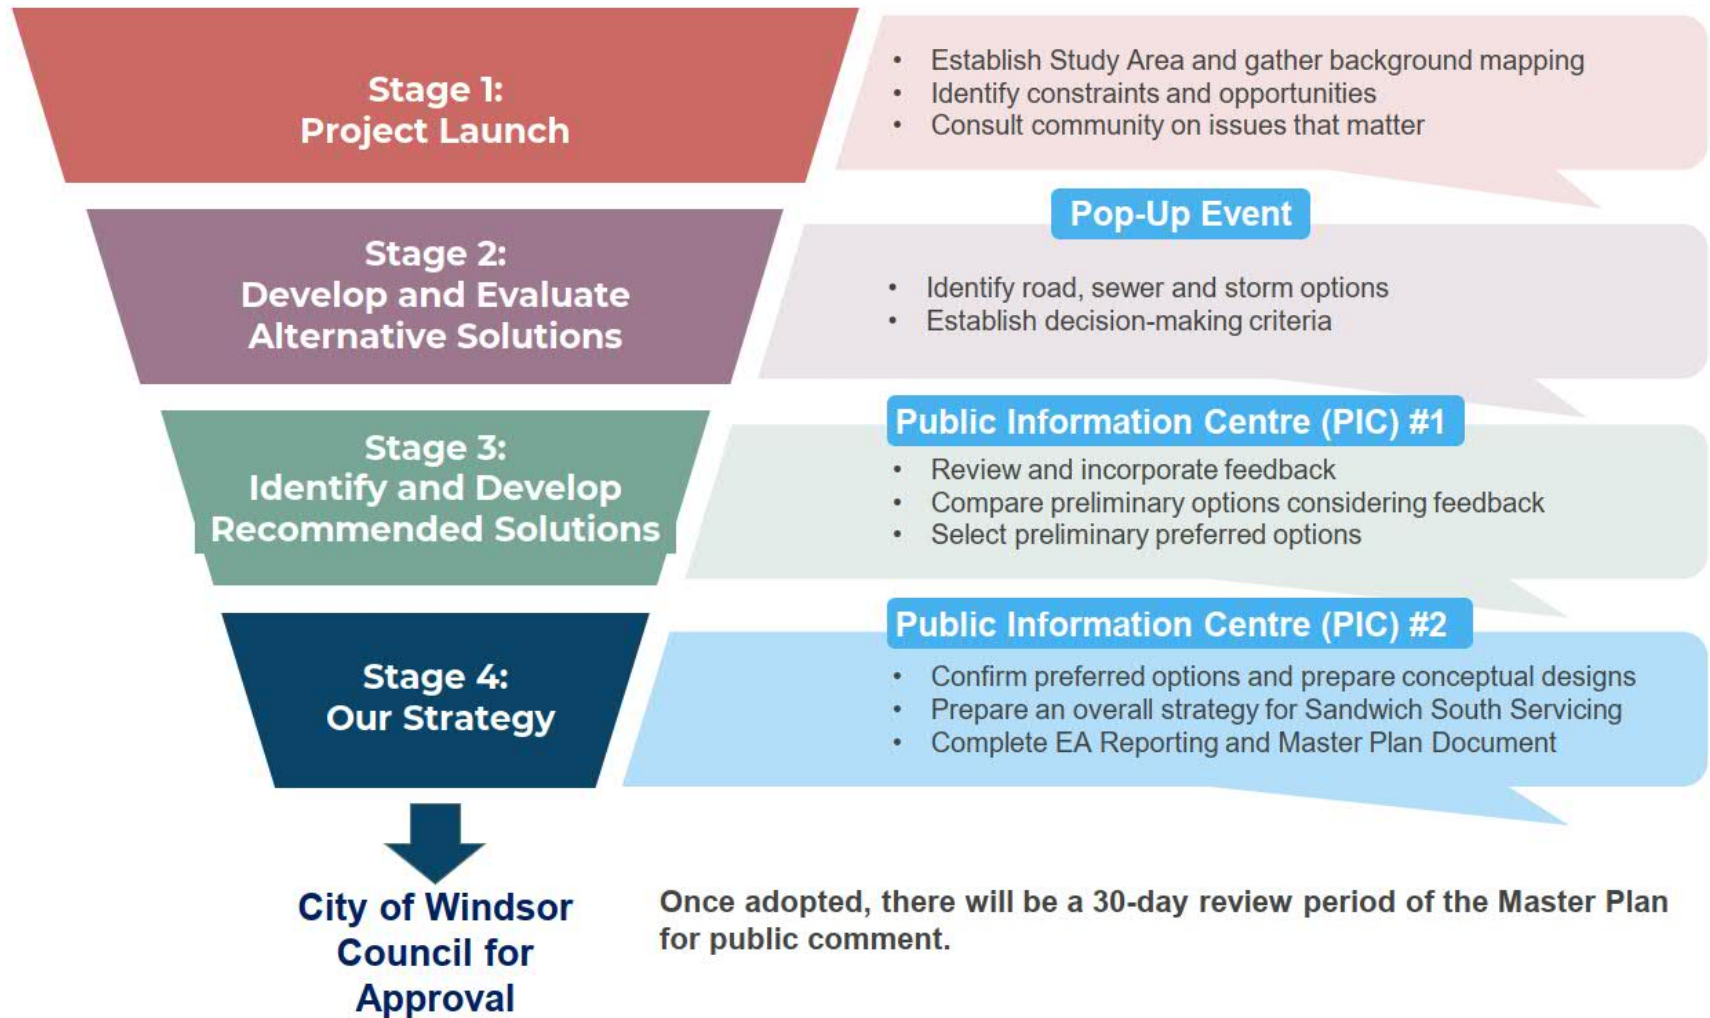 Stage 1:
Project Launch
• Establish Study Area and gather background mapping
• Identify constraints and opportunities
• Consult community on issues that matter
Pop-Up Event
Stage 2:
Develop and Evaluate
Alternative Solutions
• Identify road, sewer and storm options
• Establish decision-making criteria
Public Information Centre (PIC) #1
Stage 3:
Identify and Develop
Recommended Solutions
• Review and incorporate feedback
• Compare preliminary options considering feedback
• Select preliminary preferred options
Public Information Centre (PIC) #2
Stage 4:
Our Strategy
• Confirm preferred options and prepare conceptual designs
• Prepare an overall strategy for Sandwich South Servicing
• Complete EA Reporting and Master Plan Document
City of Windsor
Council for
Approval
Once adopted, there will be a 30-day review period of the Master Plan
for public comment.